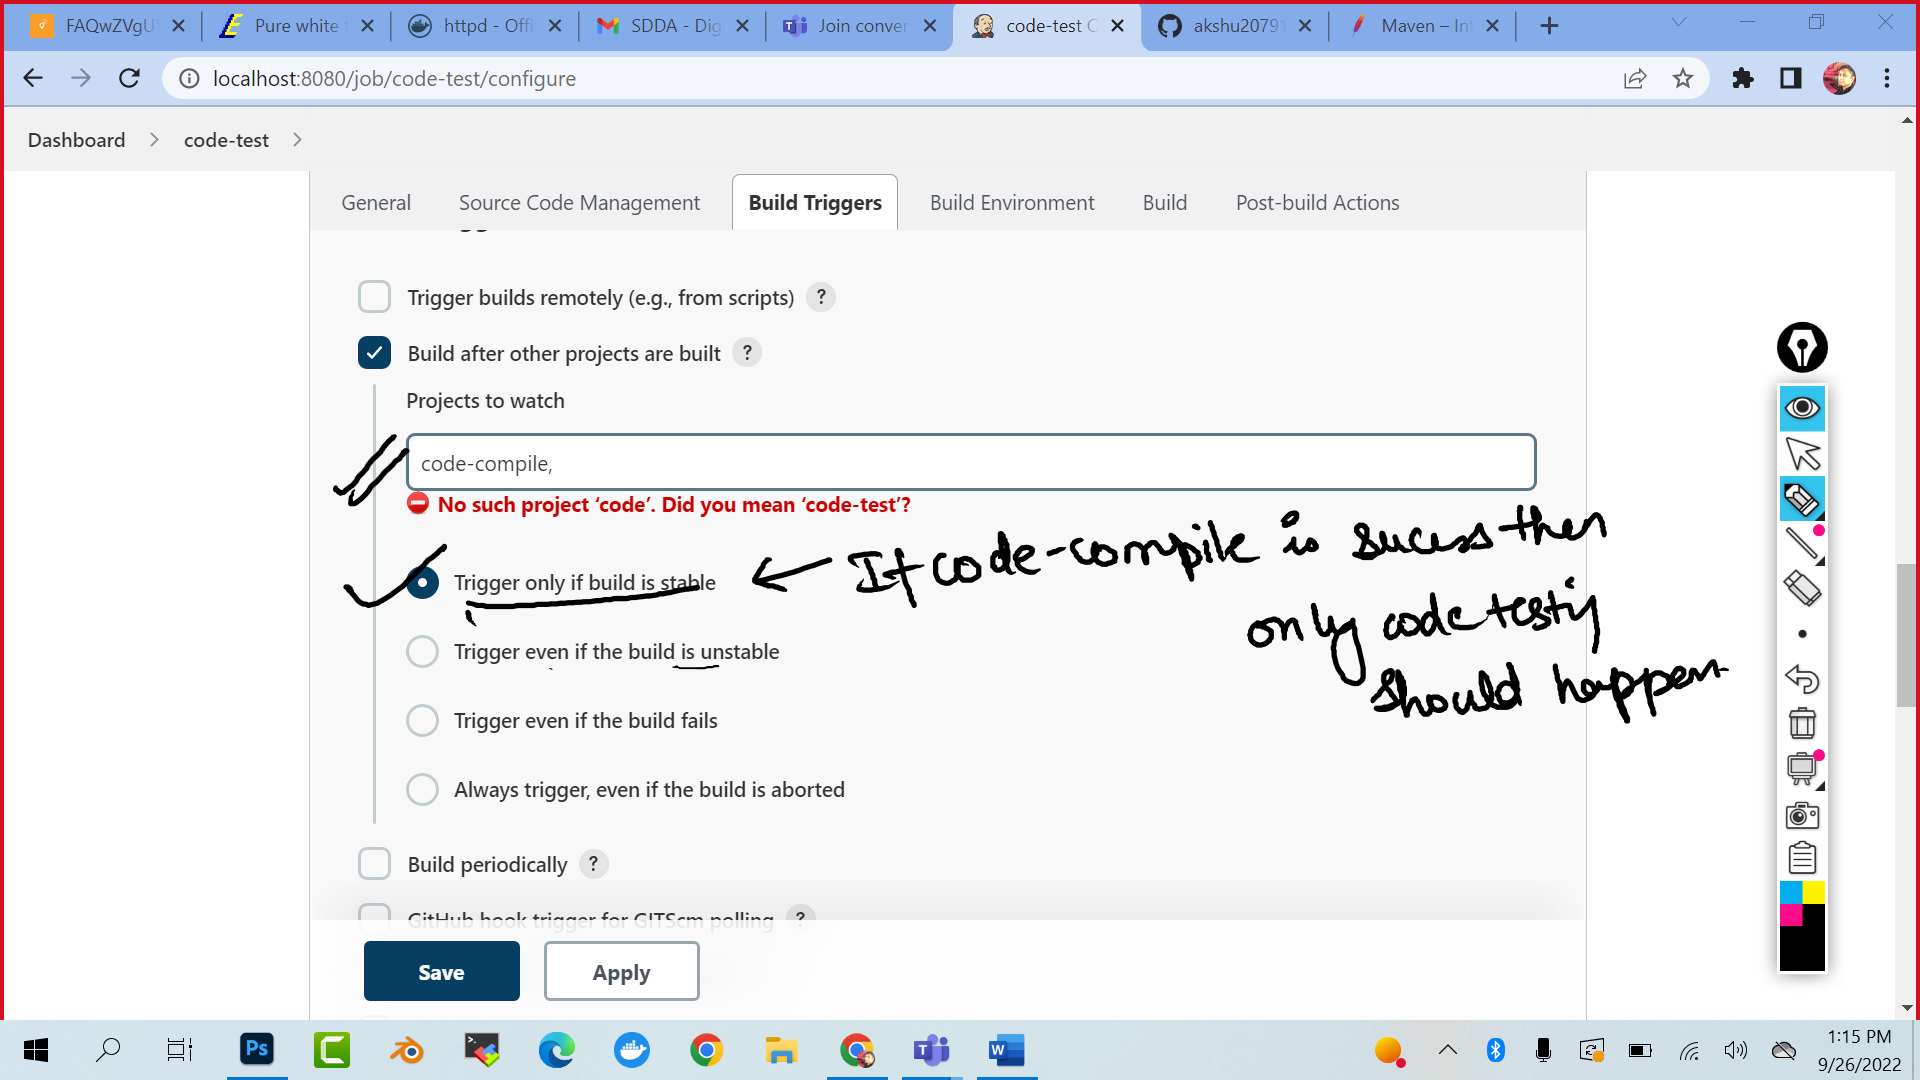 FAQwZVgU
Pure white
httpd - Offi
SDDA - Dig
Join conver
code-test C
akshu2079
Maven – Int
localhost:8080/job/code-test/configure
Dashboard
code-test
General
Source Code Management
Build Triggers
Build Environment
Build
Post-build Actions
Trigger builds remotely (e.g., from scripts) ?
Build after other projects are built ?
Projects to watch
code-compile,
No such project ‘code’. Did you mean ‘code-test’?
Trigger only if build is stable
If code-compile is sucess then
only code testig
should happen
Trigger even if the build is unstable
Trigger even if the build fails
Always trigger, even if the build is aborted
Build periodically ?
GitHub hook trigger for GITScm polling ?
Save
Apply
Ps
C
W
1:15 PM
9/26/2022